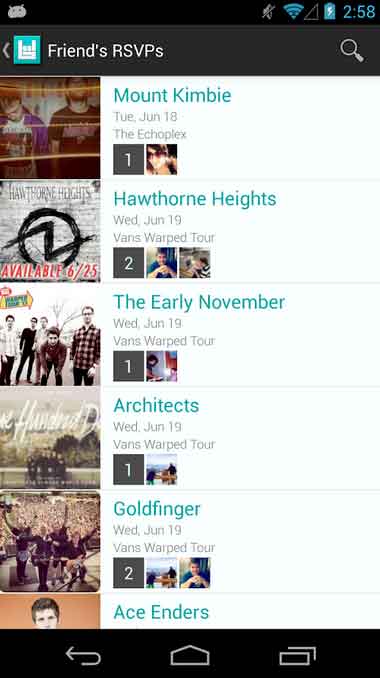 2:58
Friend's RSVPs
Mount Kimbie
Tue, Jun 18
The Echoplex
1
HAWTHORNE HEIGHTS
AVAILABLE 6/25
Hawthorne Heights
Wed, Jun 19
Vans Warped Tour
2
The Early November
Wed, Jun 19
Vans Warped Tour
1
Architects
Wed, Jun 19
Vans Warped Tour
1
Goldfinger
Wed, Jun 19
Vans Warped Tour
2
Ace Enders